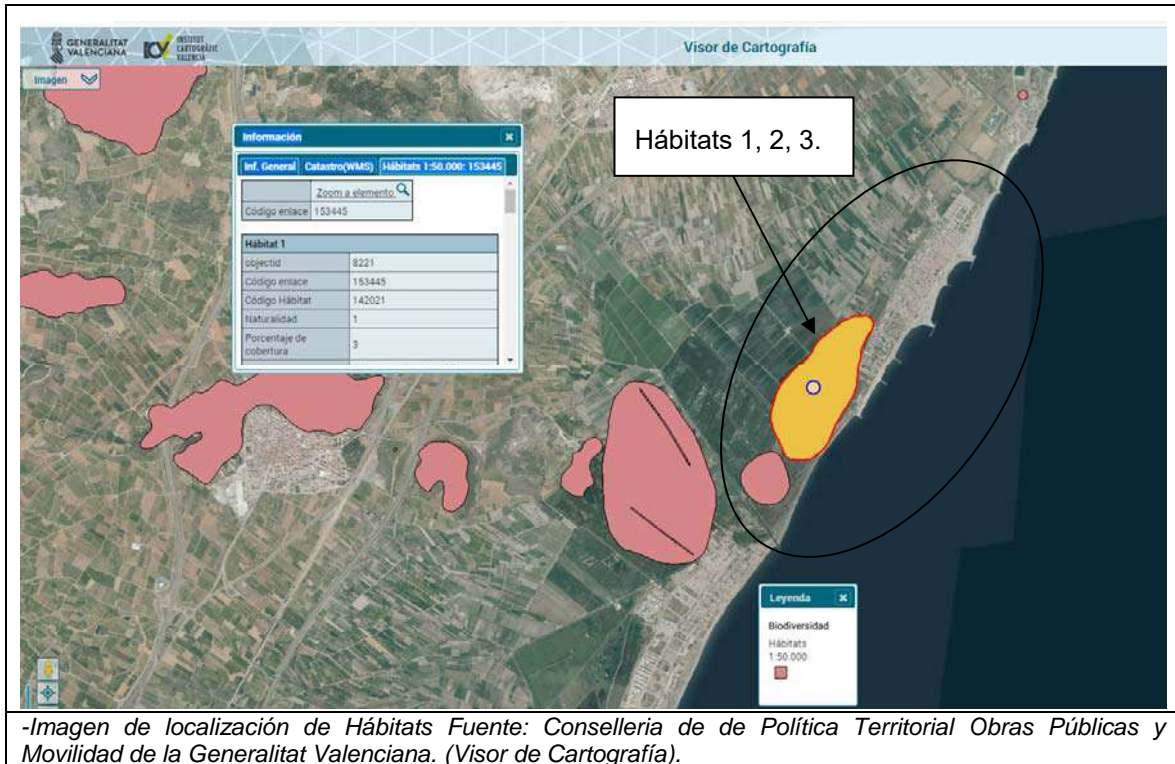 GENERALITAT
VALENCIANA
ICV
INSTITUT
CARTOGRÀFIC
VALENCIÀ
Visor de Cartografía
Imagen
Hábitats 1, 2, 3.
Información
Inf. General Catastro(WMS) Hábitats 1:50.000: 153445
Zoom a elemento
Código enlace 153445
Hábitat 1
objectid 8221
Código enlace 153445
Código Hábitat 142021
Naturalidad 1
Porcentaje de
cobertura 3
Leyenda
Biodiversidad
Hábitats
1:50.000
-Imagen de localización de Hábitats Fuente: Conselleria de de Política Territorial Obras Públicas y
Movilidad de la Generalitat Valenciana. (Visor de Cartografía).